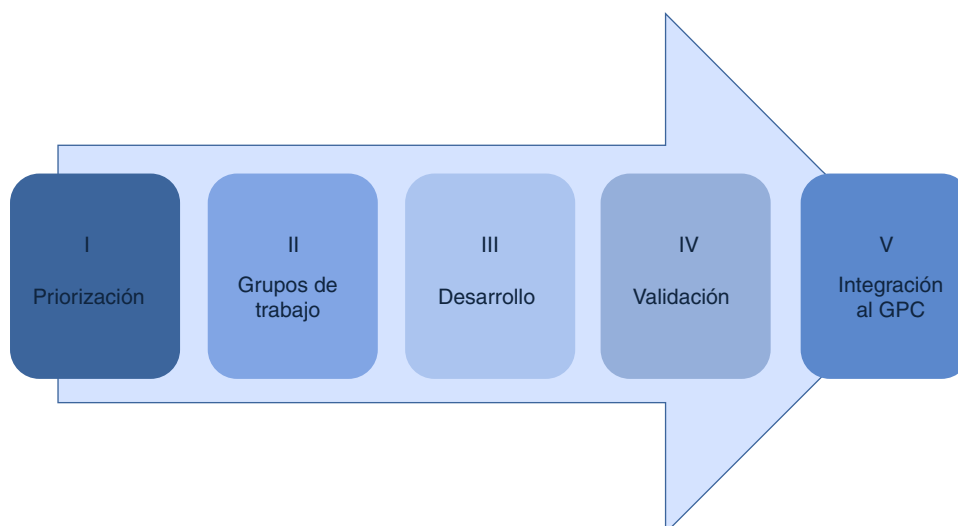 I
Priorización
II
Grupos de
trabajo
III
Desarrollo
IV
Validación
V
Integración
al GPC